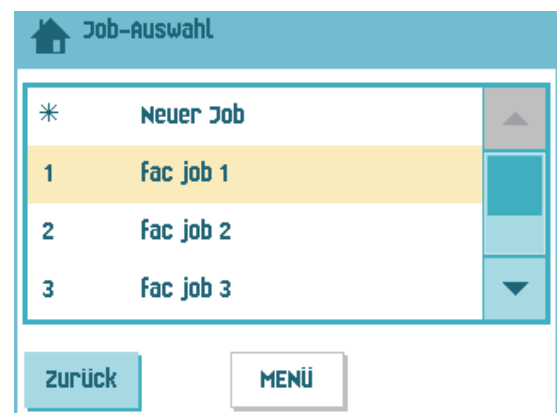 Job-Auswahl
* Neuer Job
1 fac job 1
2 fac job 2
3 fac job 3
Zurück MENÜ